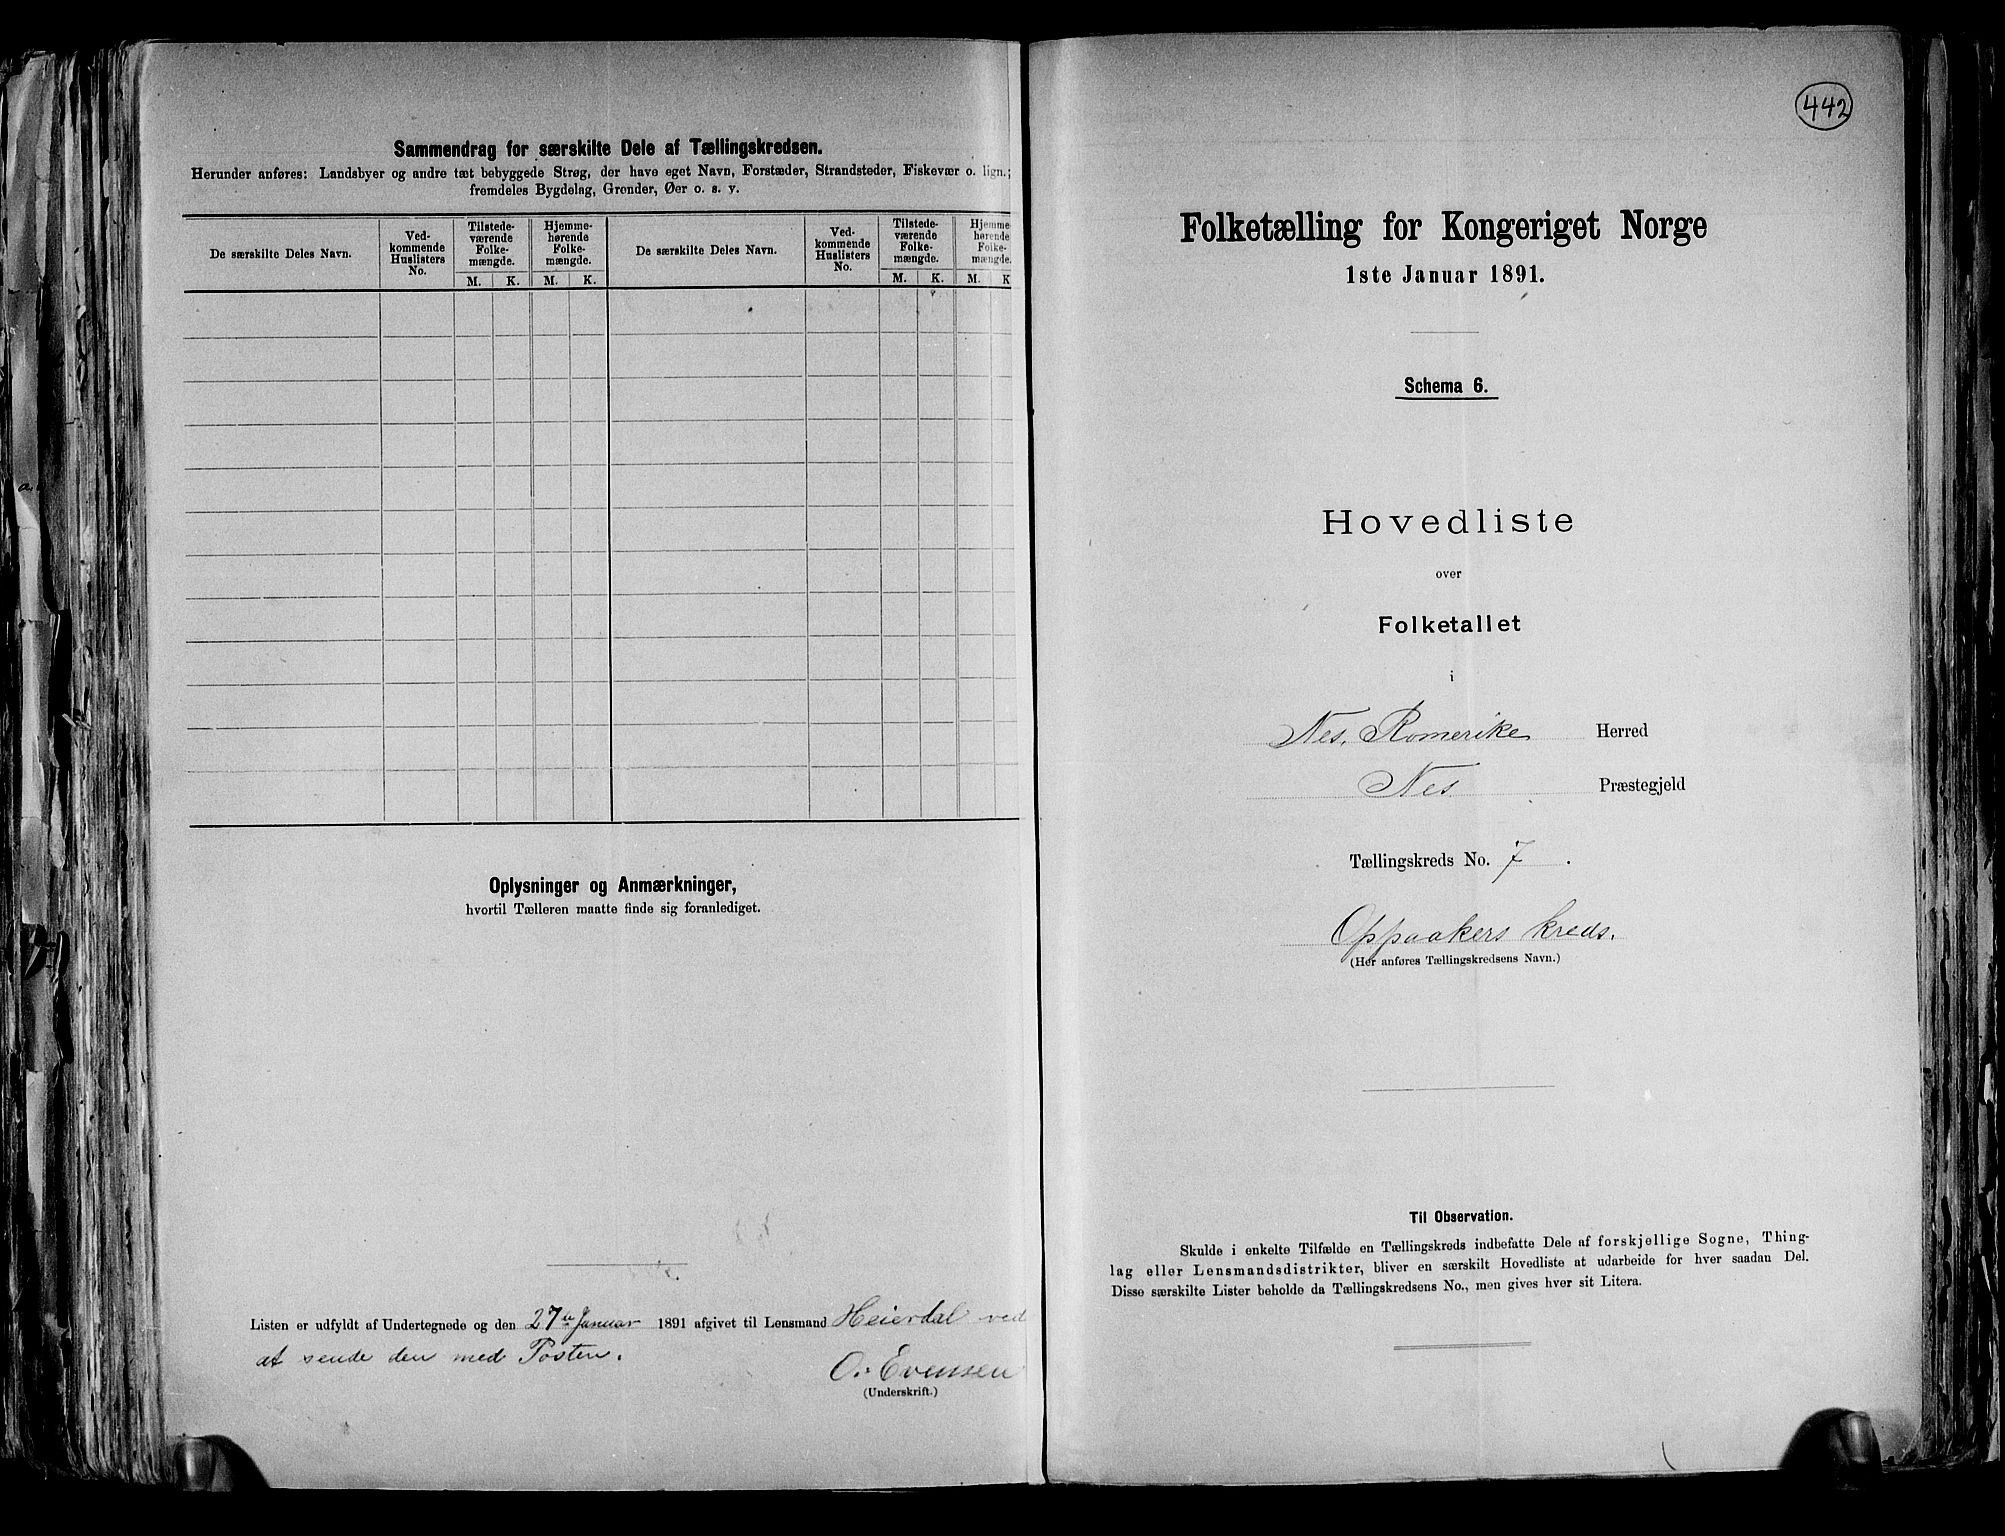 Sammendrag for særskilte Dele af Tællingskredsen.
Herunder anføres: Landsbyer og andre tæt bebyggede Strøg, der have eget Navn, Forstæder, Strandsteder, Fiskevær o. lign.;
fremdeles Bygdelag, Grender, Øer o. s. v.
De særskilte Deles Navn.
Ved-
kommende
Huslisters
No.
Tilstede-
værende
Folke-
mængde.
Hjemme-
hørende
Folke-
mængde.
De særskilte Deles Navn.
Ved-
kommende
Huslisters
No.
Tilstede-
værende
Folke-
mængde.
Hjemme-
hørende
Folke-
mængde.
M. K. M. K. M. K. M. K
Oplysninger og Anmærkninger,
hvortil Tælleren maatte finde sig foranlediget.
Listen er udfyldt af Undertegnede og den 27de Januar 1891 afgivet til Lensmand Heierdal ved
at sende den med Posten.
O. Evensen
(Underskrift.)
442
Folketælling for Kongeriget Norge
1ste Januar 1891.
Schema 6.
Hovedliste
over
Folketallet
i
Nes, Romerike Herred
Nes Præstegjeld
Tællingskreds No. 7.
Oppaakers kreds.
(Her anføres Tællingskredsens Navn.)
Til Observation.
Skulde i enkelte Tilfælde en Tællingskreds indbefatte Dele af forskjellige Sogne, Thing-
lag eller Lensmandsdistrikter, bliver en særskilt Hovedliste at udarbeide for hver saadan Del.
Disse særskilte Lister beholde da Tællingskredsens No., men gives hver sit Litera.